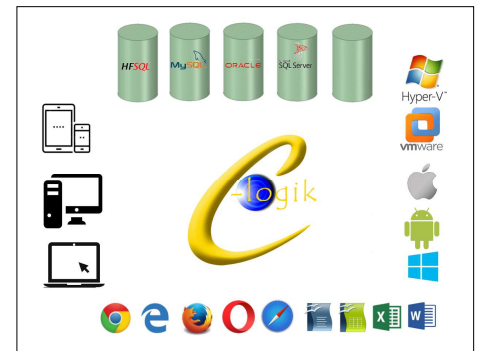 HFSQL
MySQL
ORACLE
SQL Server
Hyper-V
vmware
C-logik